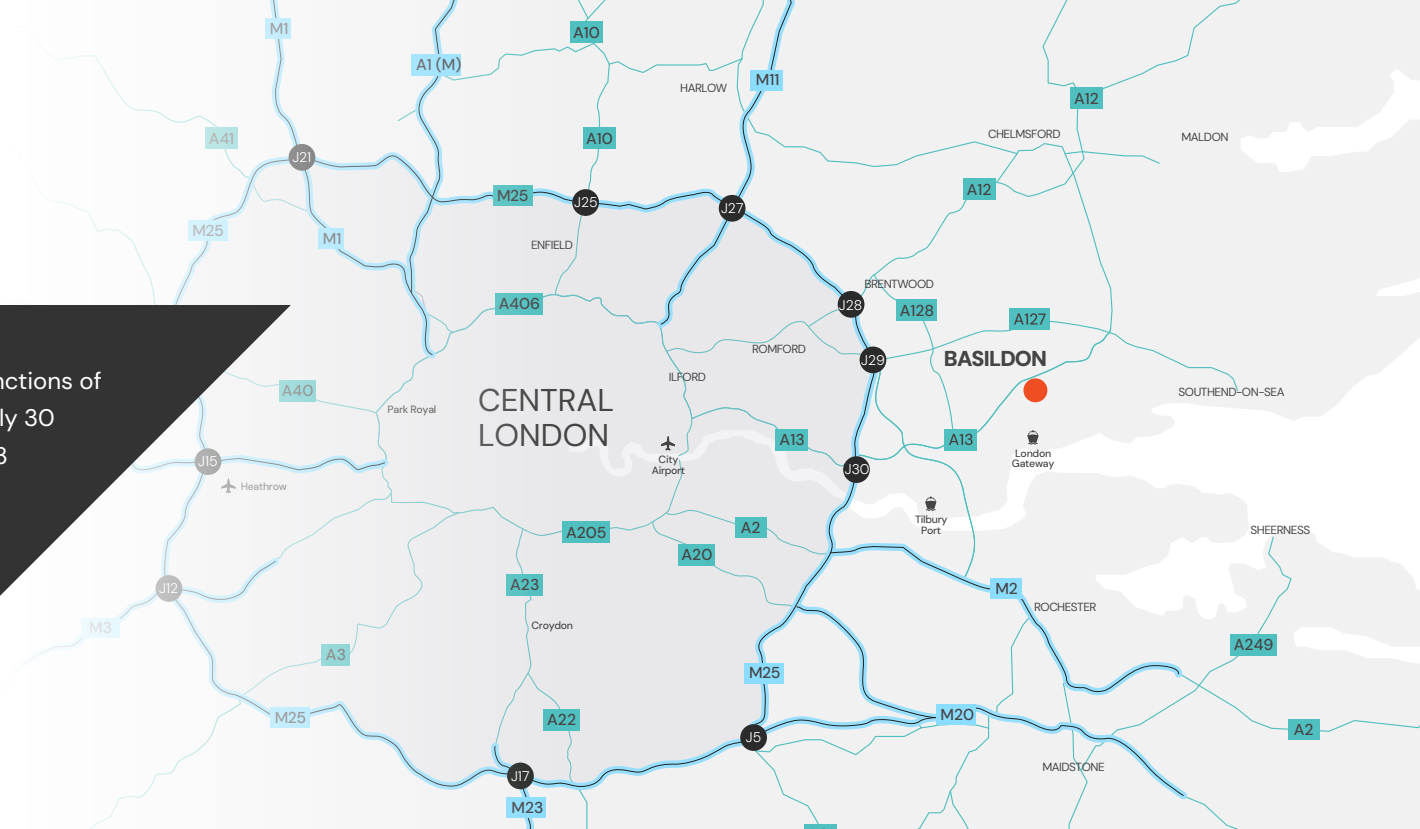 M1
A10
A1 (M)
M11
HARLOW
A12
A41
A10
CHELMSFORD
MALDON
J21
A12
M25
J25
J27
M25
M1
ENFIELD
BRENTWOOD
A406
J28
A128
A127
ROMFORD
BASILDON
J29
ILFORD
nctions of
A40
SOUTHEND-ON-SEA
CENTRAL
LONDON
Park Royal
ly 30
A13
A13
3
J15
City
Airport
London
Gateway
J30
Heathrow
Tilbury
Port
A205
A2
SHEERNESS
A20
J12
A23
M2
ROCHESTER
M3
Croydon
A249
A3
M25
M25
A22
M20
A2
J5
MAIDSTONE
J17
M23